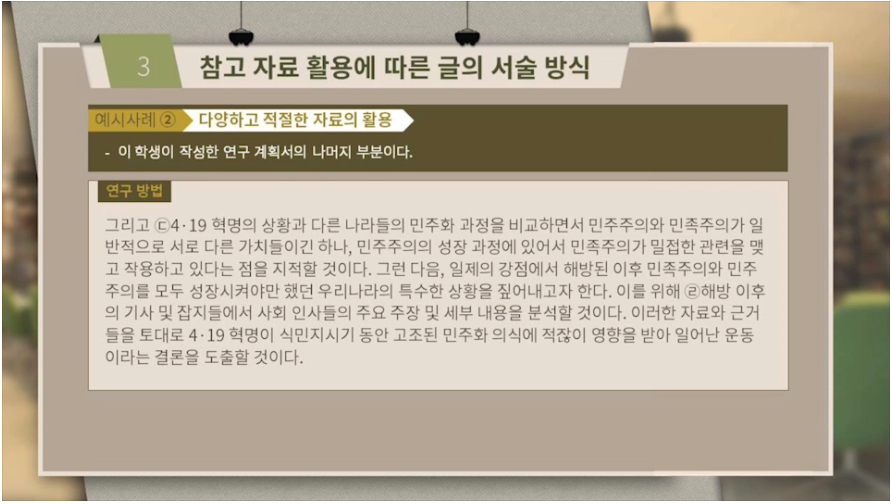 3
참고 자료 활용에 따른 글의 서술 방식
예시사례 ② 다양하고 적절한 자료의 활용
- 이 학생이 작성한 연구 계획서의 나머지 부분이다.
연구 방법
그리고 ㉢4·19 혁명의 상황과 다른 나라들의 민주화 과정을 비교하면서 민주주의와 민족주의가 일
반적으로 서로 다른 가치들이긴 하나, 민주주의의 성장 과정에 있어서 민족주의가 밀접한 관련을 맺
고 작용하고 있다는 점을 지적할 것이다. 그런 다음, 일제의 강점에서 해방된 이후 민족주의와 민주
주의를 모두 성장시켜야만 했던 우리나라의 특수한 상황을 짚어내고자 한다. 이를 위해 ㉣해방 이후
의 기사 및 잡지들에서 사회 인사들의 주요 주장 및 세부 내용을 분석할 것이다. 이러한 자료와 근거
들을 토대로 4·19 혁명이 식민지시기 동안 고조된 민주화 의식에 적잖이 영향을 받아 일어난 운동
이라는 결론을 도출할 것이다.